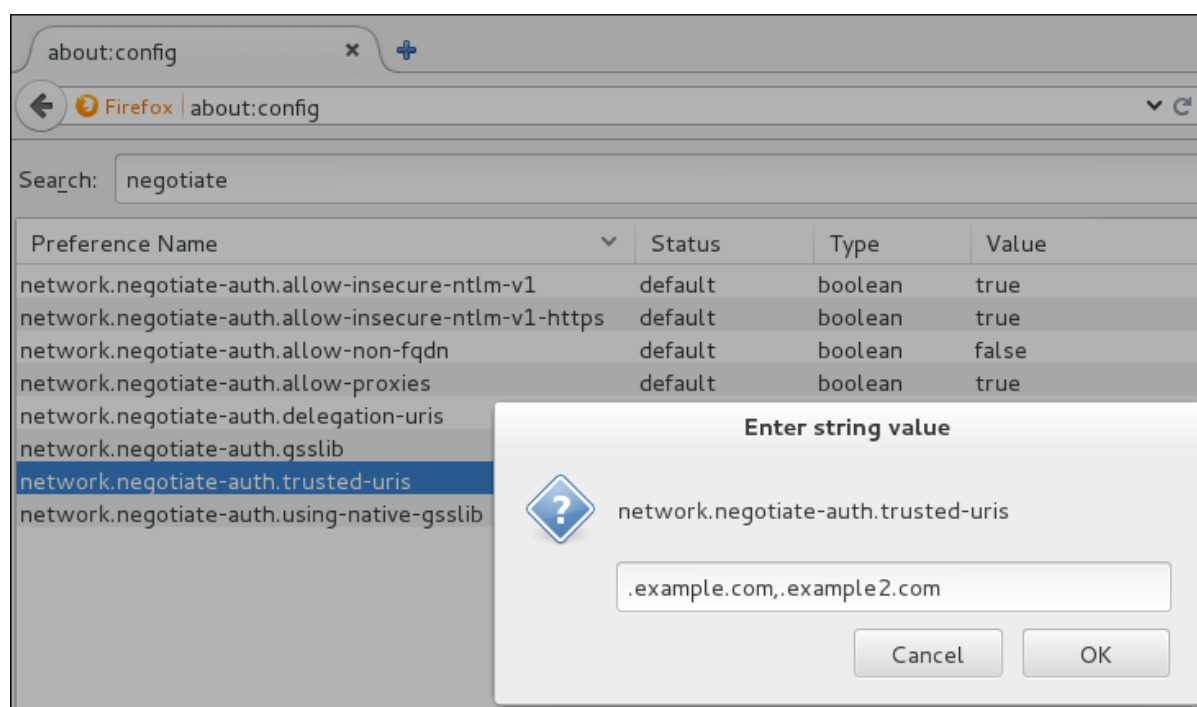 about:config
Firefox about:config
Search: negotiate
Preference Name Status Type Value
network.negotiate-auth.allow-insecure-ntlm-v1 default boolean true
network.negotiate-auth.allow-insecure-ntlm-v1-https default boolean true
network.negotiate-auth.allow-non-fqdn default boolean false
network.negotiate-auth.allow-proxies default boolean true
network.negotiate-auth.delegation-uris
network.negotiate-auth.gsslib
network.negotiate-auth.trusted-uris
network.negotiate-auth.using-native-gsslib
Enter string value
network.negotiate-auth.trusted-uris
.example.com,.example2.com
Cancel OK